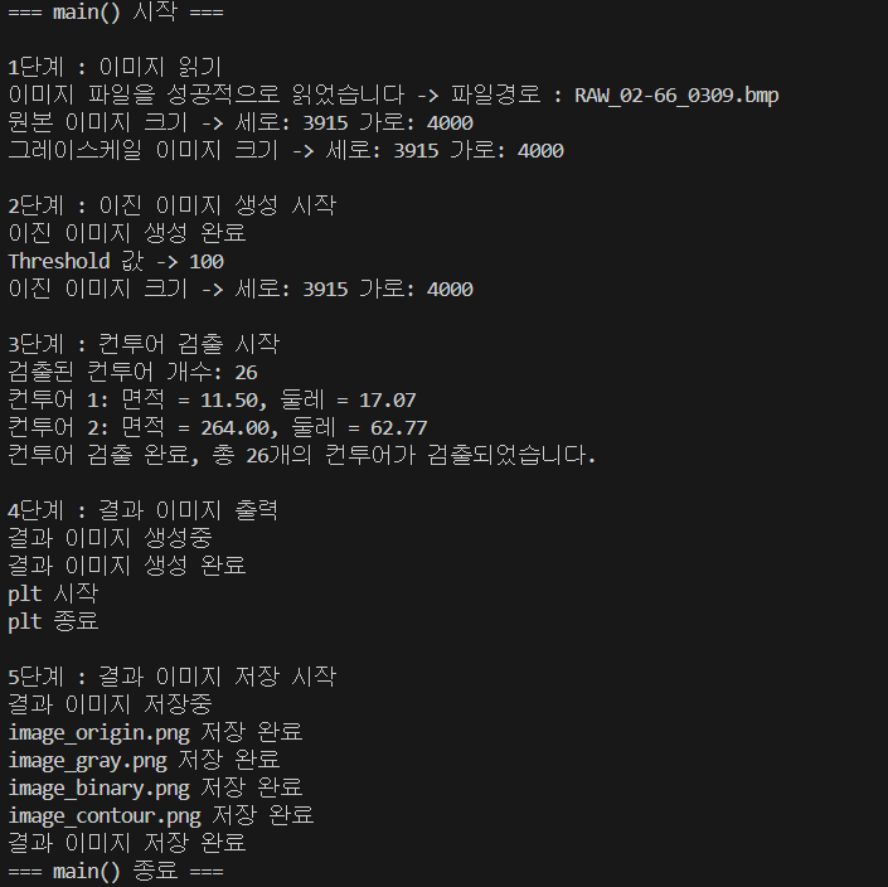 === main() 시작 ===
1단계 : 이미지 읽기
이미지 파일을 성공적으로 읽었습니다 -> 파일경로 : RAW_02-66_0309.bmp
원본 이미지 크기 -> 세로: 3915 가로: 4000
그레이스케일 이미지 크기 -> 세로: 3915 가로: 4000
2단계 : 이진 이미지 생성 시작
이진 이미지 생성 완료
Threshold 값 -> 100
이진 이미지 크기 -> 세로: 3915 가로: 4000
3단계 : 컨투어 검출 시작
검출된 컨투어 개수: 26
컨투어 1: 면적 = 11.50, 둘레 = 17.07
컨투어 2: 면적 = 264.00, 둘레 = 62.77
컨투어 검출 완료, 총 26개의 컨투어가 검출되었습니다.
4단계 : 결과 이미지 출력
결과 이미지 생성중
결과 이미지 생성 완료
plt 시작
plt 종료
5단계 : 결과 이미지 저장 시작
결과 이미지 저장중
image_origin.png 저장 완료
image_gray.png 저장 완료
image_binary.png 저장 완료
image_contour.png 저장 완료
결과 이미지 저장 완료
=== main() 종료 ===